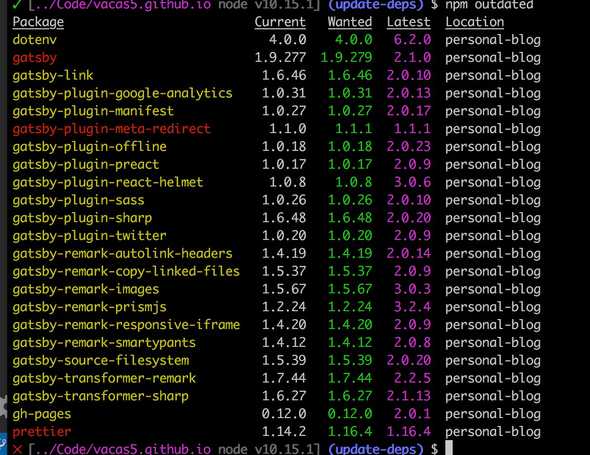 ✓ [../Code/vacas5.github.io node v10.15.1] (update-deps) $ npm outdated
Package Current Wanted Latest Location
dotenv 4.0.0 4.0.0 6.2.0 personal-blog
gatsby 1.9.277 1.9.279 2.1.0 personal-blog
gatsby-link 1.6.46 1.6.46 2.0.10 personal-blog
gatsby-plugin-google-analytics 1.0.31 1.0.31 2.0.13 personal-blog
gatsby-plugin-manifest 1.0.27 1.0.27 2.0.17 personal-blog
gatsby-plugin-meta-redirect 1.1.0 1.1.1 1.1.1 personal-blog
gatsby-plugin-offline 1.0.18 1.0.18 2.0.23 personal-blog
gatsby-plugin-preact 1.0.17 1.0.17 2.0.9 personal-blog
gatsby-plugin-react-helmet 1.0.8 1.0.8 3.0.6 personal-blog
gatsby-plugin-sass 1.0.26 1.0.26 2.0.10 personal-blog
gatsby-plugin-sharp 1.6.48 1.6.48 2.0.20 personal-blog
gatsby-plugin-twitter 1.0.20 1.0.20 2.0.9 personal-blog
gatsby-remark-autolink-headers 1.4.19 1.4.19 2.0.14 personal-blog
gatsby-remark-copy-linked-files 1.5.37 1.5.37 2.0.9 personal-blog
gatsby-remark-images 1.5.67 1.5.67 3.0.3 personal-blog
gatsby-remark-prismjs 1.2.24 1.2.24 3.2.4 personal-blog
gatsby-remark-responsive-iframe 1.4.20 1.4.20 2.0.9 personal-blog
gatsby-remark-smartypants 1.4.12 1.4.12 2.0.8 personal-blog
gatsby-source-filesystem 1.5.39 1.5.39 2.0.20 personal-blog
gatsby-transformer-remark 1.7.44 1.7.44 2.2.5 personal-blog
gatsby-transformer-sharp 1.6.27 1.6.27 2.1.13 personal-blog
gh-pages 0.12.0 0.12.0 2.0.1 personal-blog
prettier 1.14.2 1.16.4 1.16.4 personal-blog
✕ [../Code/vacas5.github.io node v10.15.1] (update-deps) $